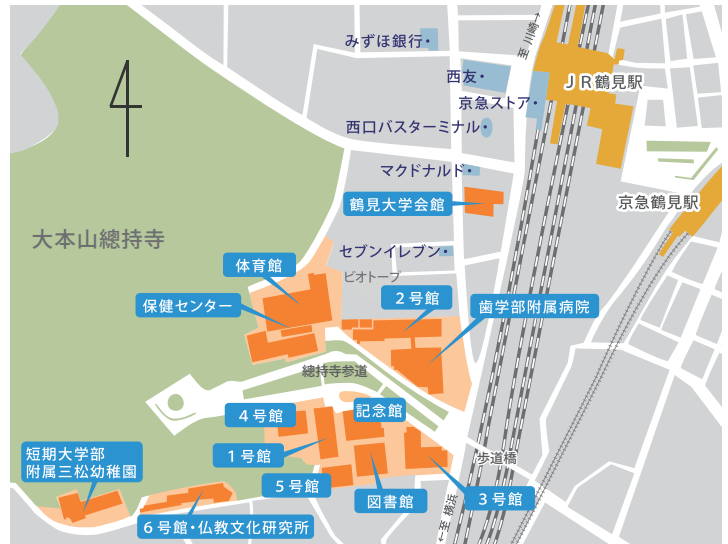 みずほ銀行
至 川崎→
西友
JR鶴見駅
京急ストア
西口バスターミナル
マクドナルド
鶴見大学会館
京急鶴見駅
大本山總持寺
セブンイレブン
体育館
ビオトープ
保健センター
2号館
歯学部附属病院
總持寺参道
4号館
記念館
1号館
短期大学部
附属三松幼稚園
歩道橋
5号館
図書館
3号館
6号館・仏教文化研究所
←至 横浜